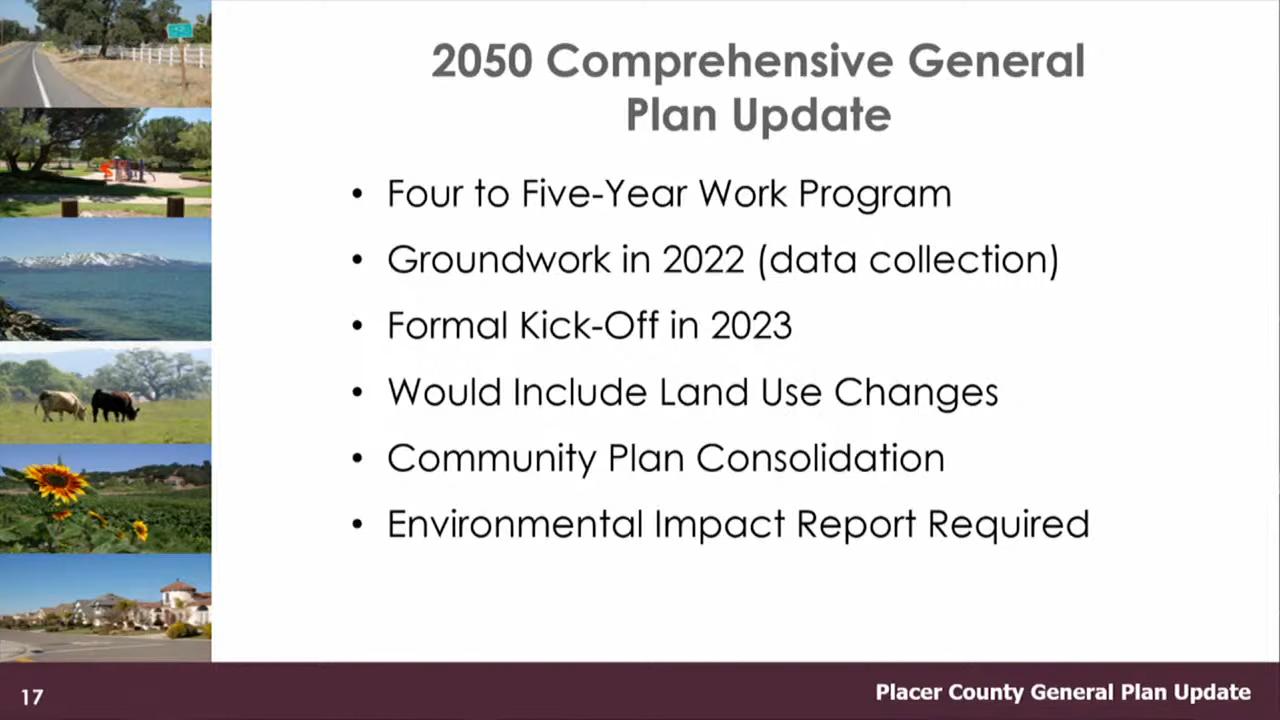 2050 Comprehensive General
Plan Update
• Four to Five-Year Work Program
• Groundwork in 2022 (data collection)
• Formal Kick-Off in 2023
• Would Include Land Use Changes
• Community Plan Consolidation
• Environmental Impact Report Required
17
Placer County General Plan Update